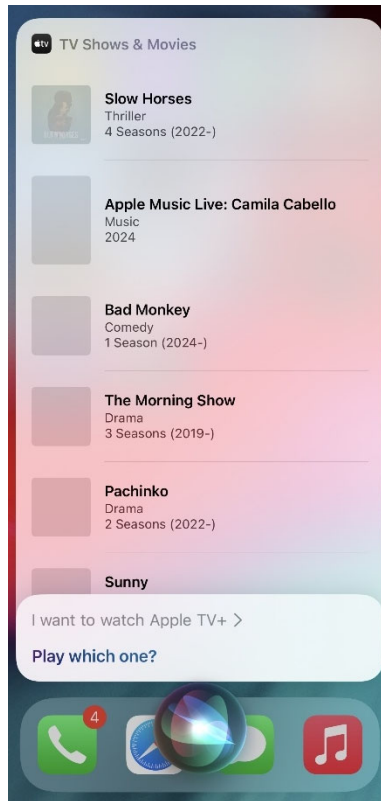 tv TV Shows & Movies
Slow Horses
Thriller
4 Seasons (2022-)
Apple Music Live: Camila Cabello
Music
2024
Bad Monkey
Comedy
1 Season (2024-)
The Morning Show
Drama
3 Seasons (2019-)
Pachinko
Drama
2 Seasons (2022-)
Sunny
I want to watch Apple TV+ >
Play which one?
4